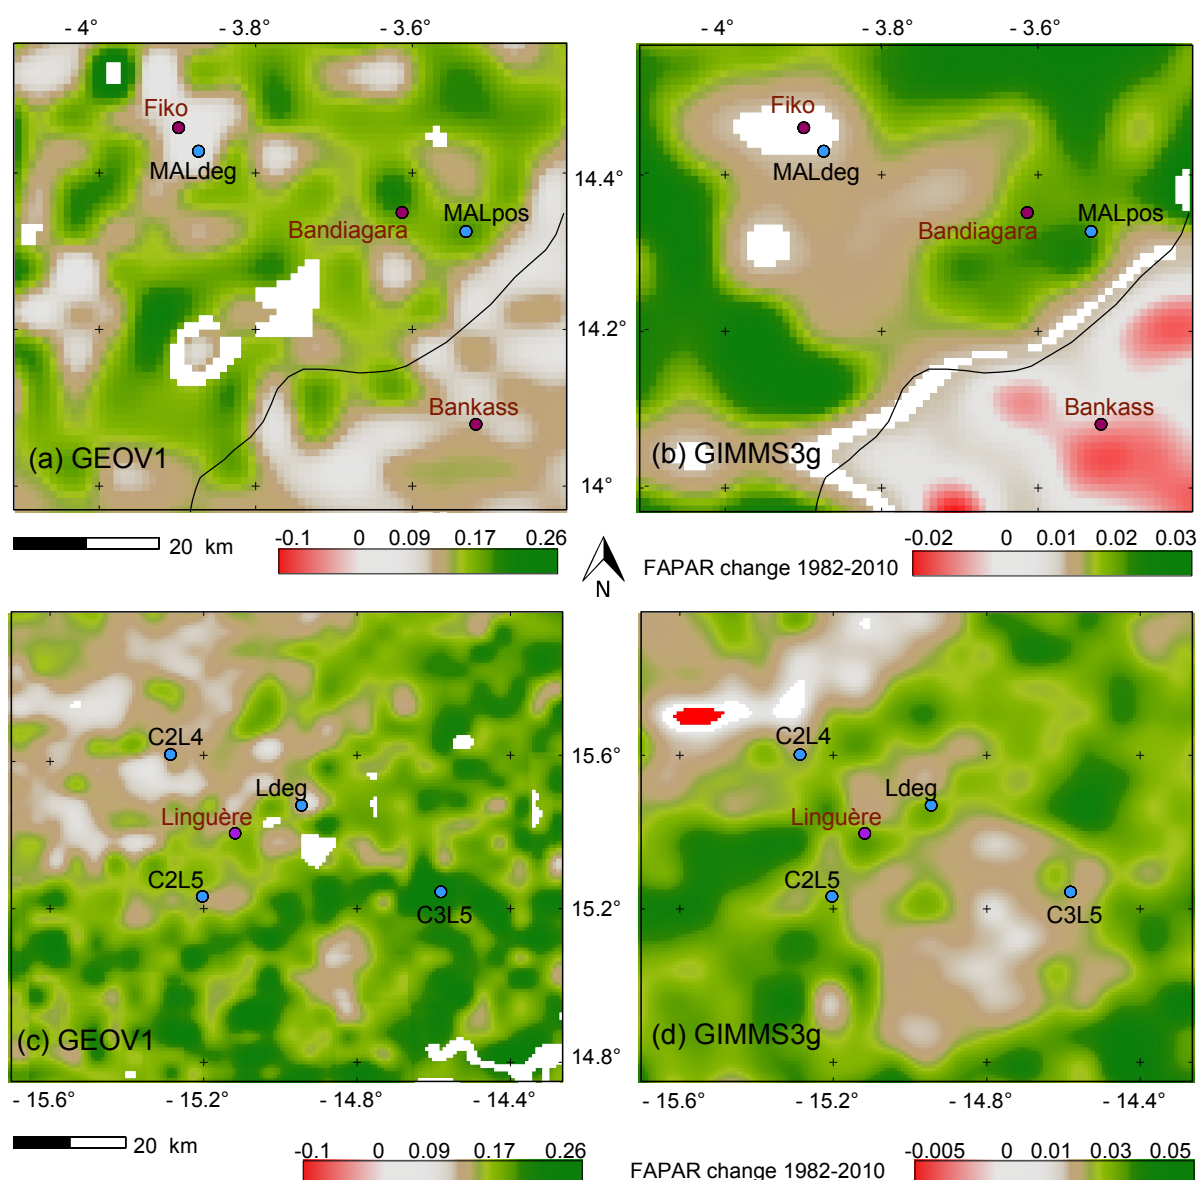 - 4° - 3.8° - 3.6° - 4° - 3.8° - 3.6°
Fiko
MALdeg
MALpos
Bandiagara
Bankass
(a) GEOV1
Fiko
MALdeg
MALpos
Bandiagara
Bankass
(b) GIMMS3g
14.4°
14.2°
14°
20 km
-0.1 0 0.09 0.17 0.26
N
FAPAR change 1982-2010
-0.02 0 0.01 0.02 0.03
C2L4
Ldeg
Linguère
C2L5
C3L5
(c) GEOV1
C2L4
Ldeg
Linguère
C2L5
C3L5
(d) GIMMS3g
15.6°
15.2°
14.8°
- 15.6° - 15.2° - 14.8° - 14.4° - 15.6° - 15.2° - 14.8° - 14.4°
20 km
-0.1 0 0.09 0.17 0.26
FAPAR change 1982-2010
-0.005 0 0.01 0.03 0.05